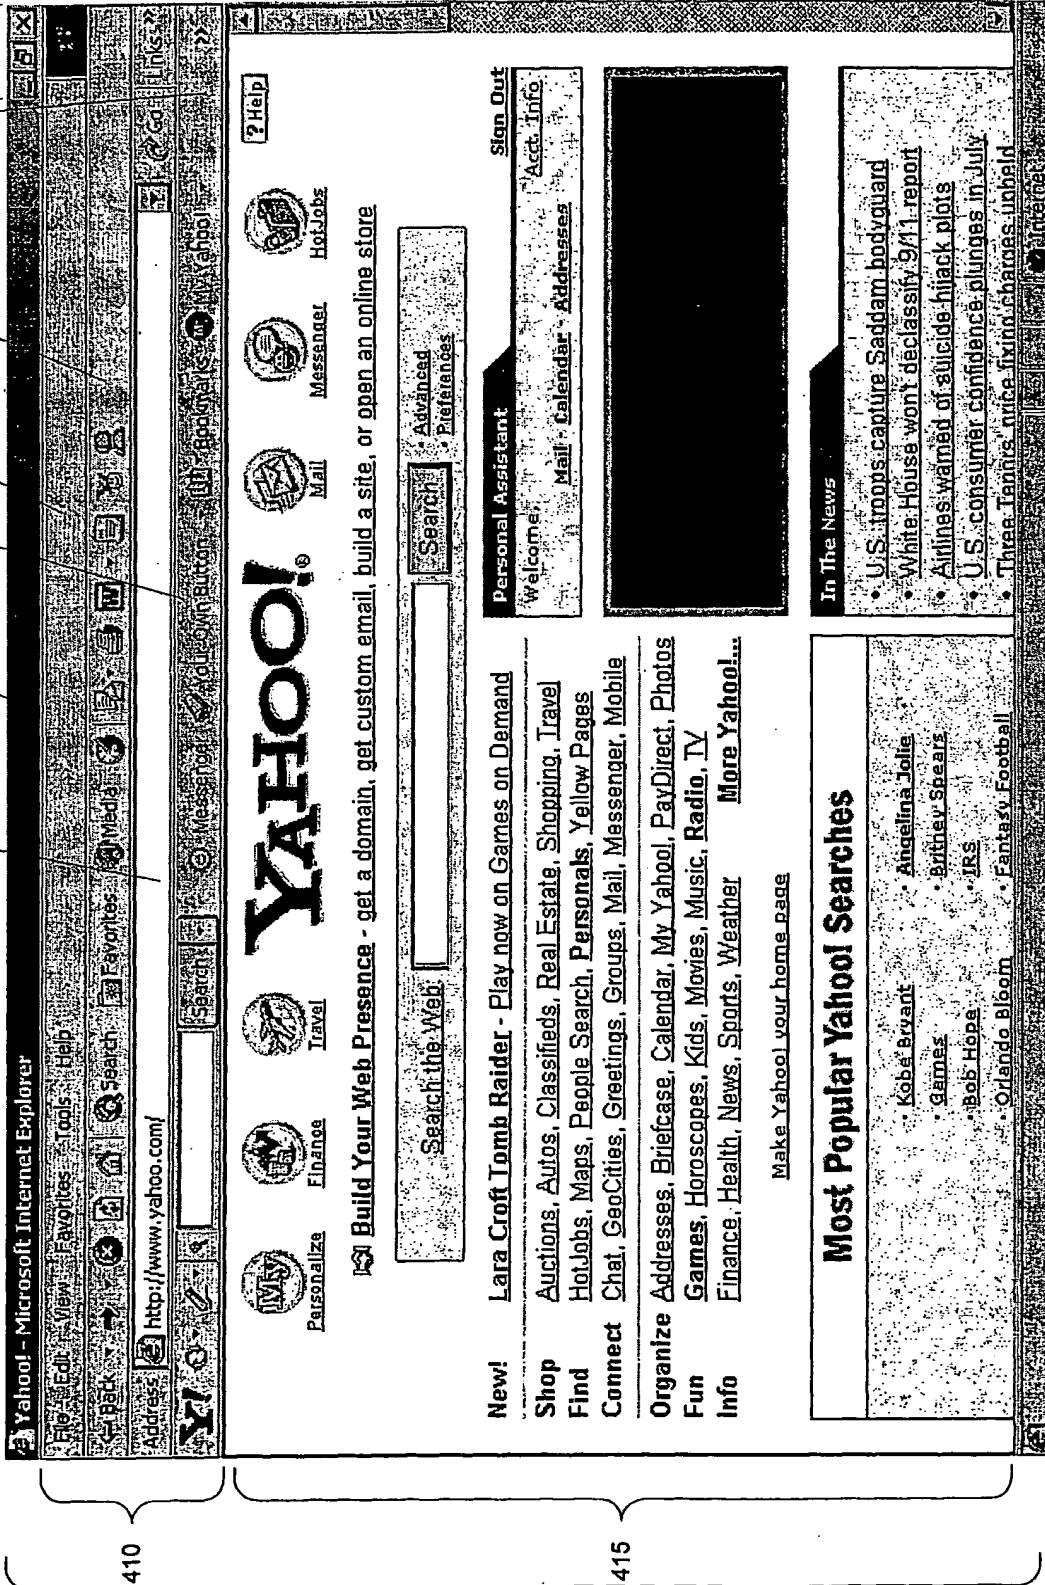 Yahoo! - Microsoft Internet Explorer
File Edit View Favorites Tools Help
Back Search Favorites Media W
Address http://www.yahoo.com/ Go Links »
Y! Search Messenger Your Own Button Bookmarks My Yahoo! »
410
Personalize Finance Travel YAHOO!® Mail Messenger HotJobs ? Help
Build Your Web Presence - get a domain, get custom email, build a site, or open an online store
Search the Web: Search • Advanced
• Preferences
New! Lara Croft Tomb Raider - Play now on Games on Demand
Shop Auctions, Autos, Classifieds, Real Estate, Shopping, Travel
Find HotJobs, Maps, People Search, Personals, Yellow Pages
Connect Chat, GeoCities, Greetings, Groups, Mail, Messenger, Mobile
Organize Addresses, Briefcase, Calendar, My Yahoo!, PayDirect, Photos
Fun Games, Horoscopes, Kids, Movies, Music, Radio, TV
Info Finance, Health, News, Sports, Weather More Yahoo!...
Make Yahoo! your home page
Personal Assistant Sign Out
Welcome, Acct. Info
Mail - Calendar - Addresses
415
Most Popular Yahoo! Searches
• Kobe Bryant • Angelina Jolie
• Games • Britney Spears
• Bob Hope • IRS
• Orlando Bloom • Fantasy Football
In The News
• U.S. troops capture Saddam bodyguard
• White House won't declassify 9/11 report
• Airlines warned of suicide hijack plots
• U.S. consumer confidence plunges in July
• Three Tenors' price fixing charges upheld
Internet